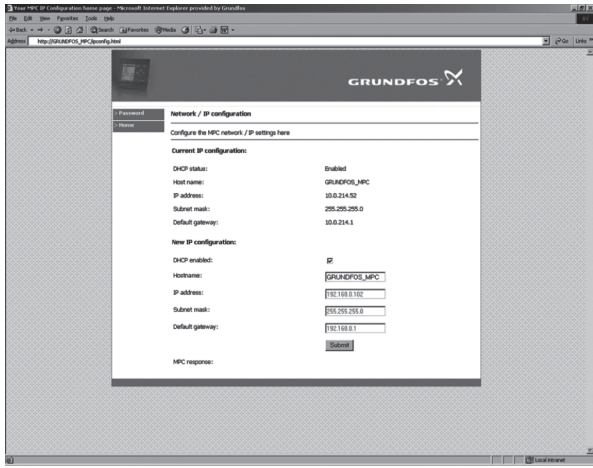 Your MPC IP Configuration home page - Microsoft Internet Explorer provided by Grundfos
File Edit View Favorites Tools Help
Back Search Favorites Media
Address http://GRUNDFOS_MPC/ipconfig.html Go Links
GRUNDFOS
> Password
> Home
Network / IP configuration
Configure the MPC network / IP settings here
Current IP configuration:
DHCP status: Enabled
Host name: GRUNDFOS_MPC
IP address: 10.0.214.52
Subnet mask: 255.255.255.0
Default gateway: 10.0.214.1
New IP configuration:
DHCP enabled:
Hostname: GRUNDFOS_MPC
IP address: 192.168.0.102
Subnet mask: 255.255.255.0
Default gateway: 192.168.0.1
Submit
MPC response:
Local intranet